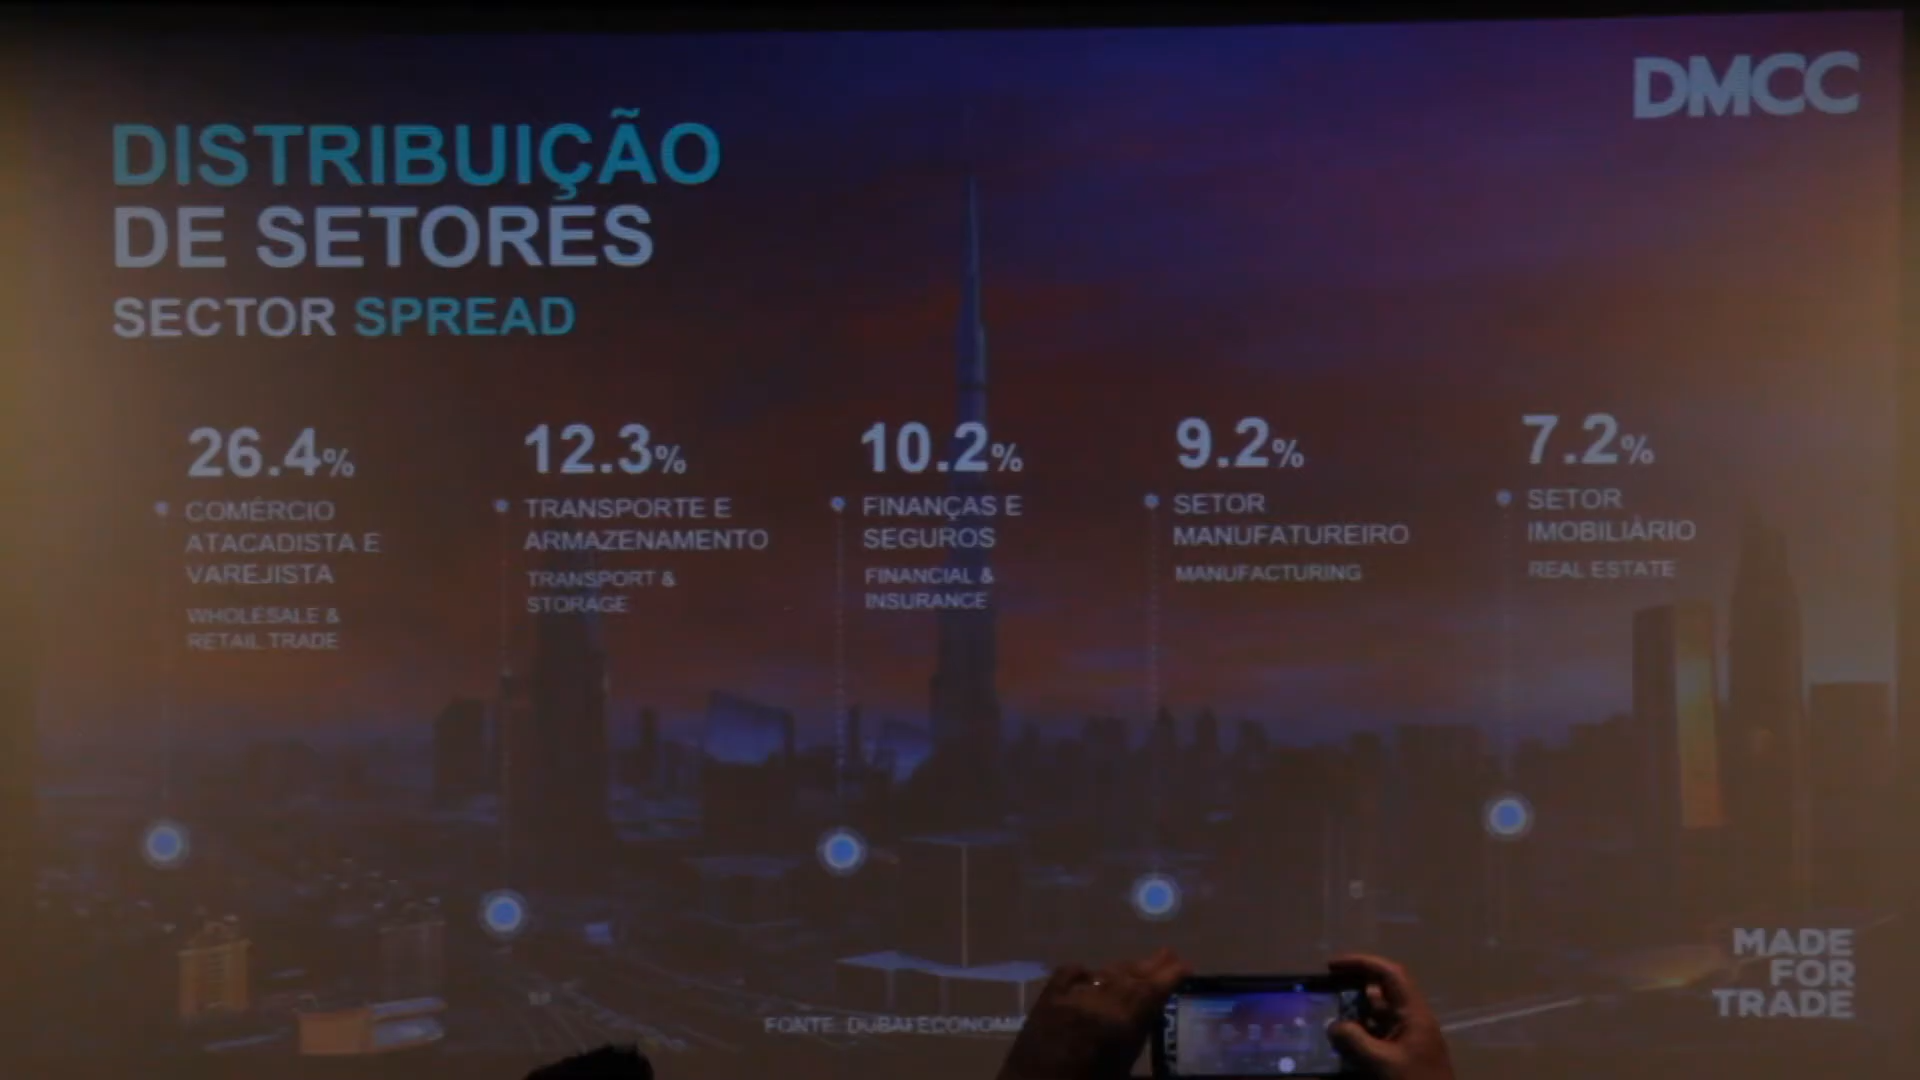 DMCC
DISTRIBUIÇÃO
DE SETORES
SECTOR SPREAD
26.4%
COMÉRCIO
ATACADISTA E
VAREJISTA
WHOLESALE &
RETAIL TRADE
12.3%
TRANSPORTE E
ARMAZENAMENTO
TRANSPORT &
STORAGE
10.2%
FINANÇAS E
SEGUROS
FINANCIAL &
INSURANCE
9.2%
SETOR
MANUFATUREIRO
MANUFACTURING
7.2%
SETOR
IMOBILIÁRIO
REAL ESTATE
MADE
FOR
TRADE
FONTE: DUBAI